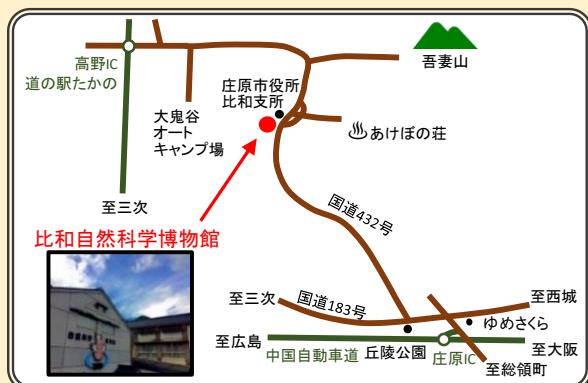 高野IC
道の駅たかの
吾妻山
庄原市役所
比和支所
大鬼谷
オート
キャンプ場
あけぼの荘
至三次
国道432号
比和自然科学博物館
至三次
国道183号
至西城
ゆめさくら
至広島
中国自動車道
丘陵公園
庄原IC
至大阪
至総領町